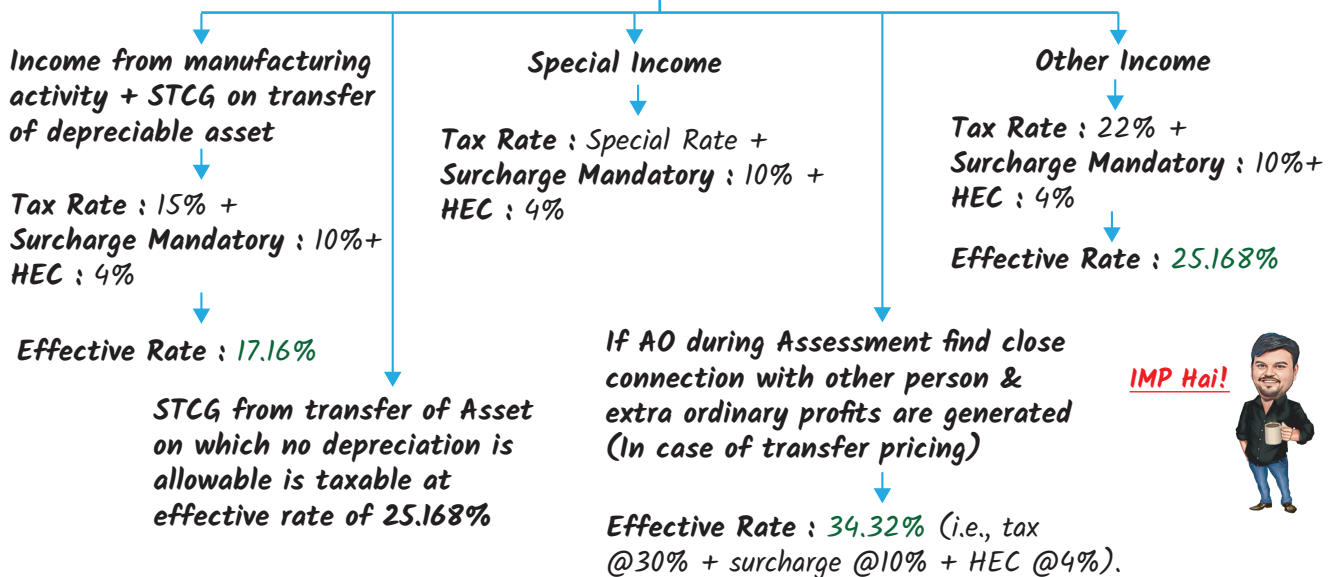 Income from manufacturing
activity + STCG on transfer
of depreciable asset
Tax Rate : 15% +
Surcharge Mandatory : 10%+
HEC : 4%
Effective Rate : 17.16%
STCG from transfer of Asset
on which no depreciation is
allowable is taxable at
effective rate of 25.168%
Special Income
Tax Rate : Special Rate +
Surcharge Mandatory : 10% +
HEC : 4%
If AO during Assessment find close
connection with other person &
extra ordinary profits are generated
(In case of transfer pricing)
Effective Rate : 34.32% (i.e., tax
@30% + surcharge @10% + HEC @4%).
Other Income
Tax Rate : 22% +
Surcharge Mandatory : 10%+
HEC : 4%
Effective Rate : 25.168%
IMP Hai!